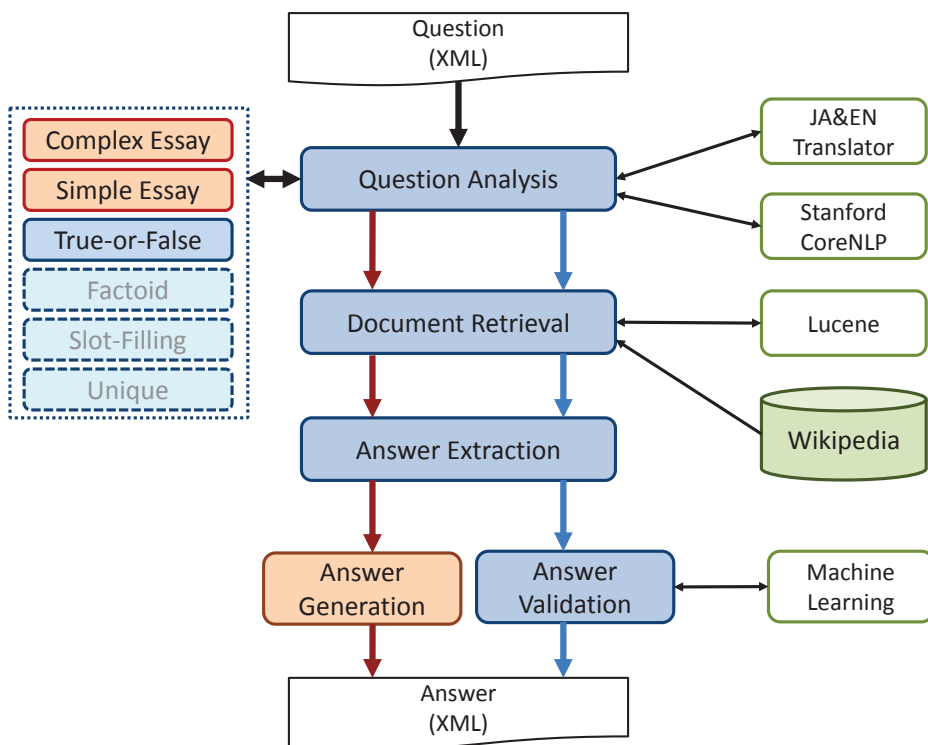 Question
(XML)
Complex Essay
Simple Essay
True-or-False
Factoid
Slot-Filling
Unique
Question Analysis
JA&EN
Translator
Stanford
CoreNLP
Document Retrieval
Lucene
Wikipedia
Answer Extraction
Answer
Generation
Answer
Validation
Machine
Learning
Answer
(XML)